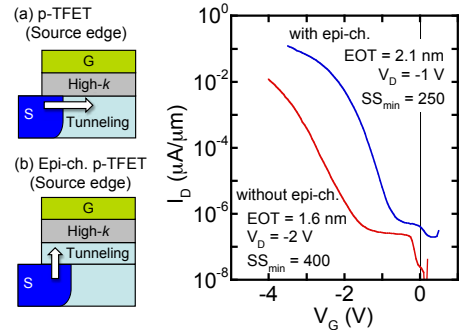 (a) p-TFET
(Source edge)
G
High-k
S
Tunneling
(b) Epi-ch. p-TFET
(Source edge)
G
High-k
Tunneling
S
I_D (μA/μm)
10^0
10^-2
10^-4
10^-6
10^-8
with epi-ch.
EOT = 2.1 nm
V_D = -1 V
SS_min = 250
without epi-ch.
EOT = 1.6 nm
V_D = -2 V
SS_min = 400
-4
-2
0
V_G (V)